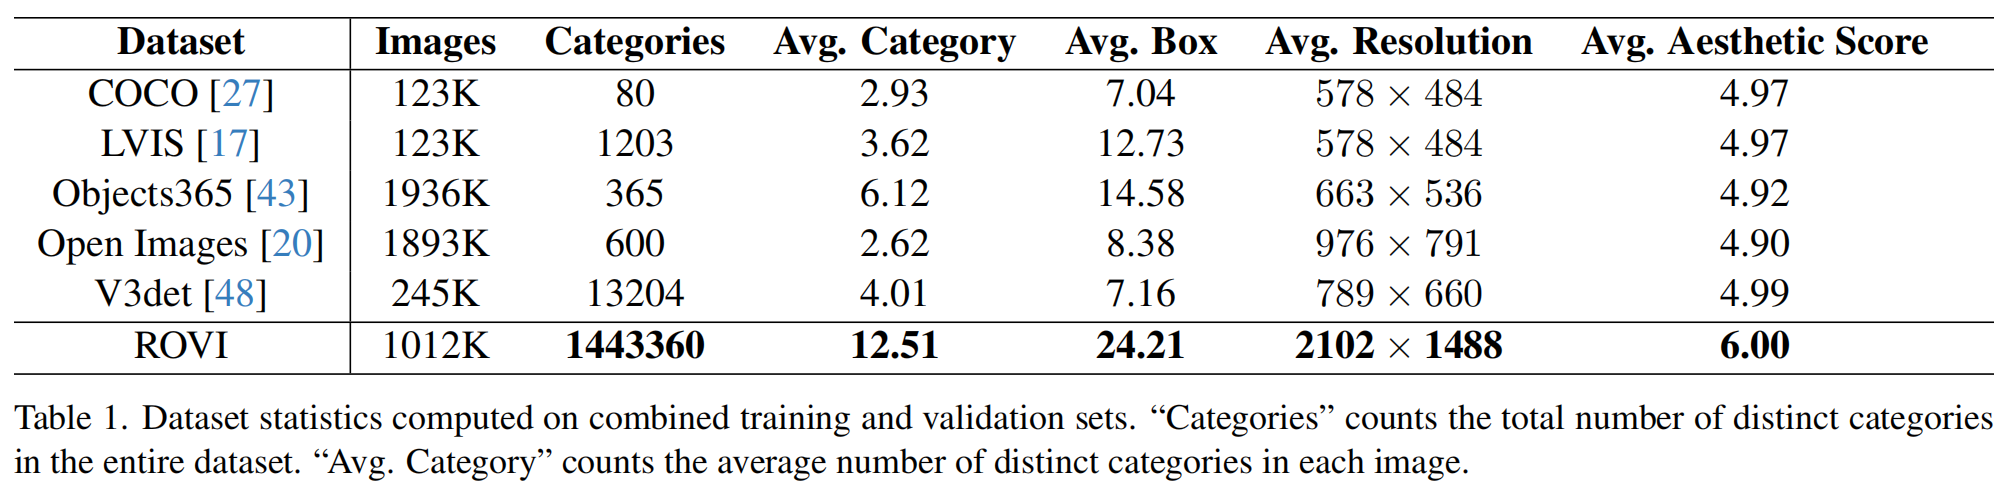 Dataset Images Categories Avg. Category Avg. Box Avg. Resolution Avg. Aesthetic Score
COCO [27] 123K 80 2.93 7.04 578 × 484 4.97
LVIS [17] 123K 1203 3.62 12.73 578 × 484 4.97
Objects365 [43] 1936K 365 6.12 14.58 663 × 536 4.92
Open Images [20] 1893K 600 2.62 8.38 976 × 791 4.90
V3det [48] 245K 13204 4.01 7.16 789 × 660 4.99
ROVI 1012K 1443360 12.51 24.21 2102 × 1488 6.00
Table 1. Dataset statistics computed on combined training and validation sets. “Categories” counts the total number of distinct categories
in the entire dataset. “Avg. Category” counts the average number of distinct categories in each image.